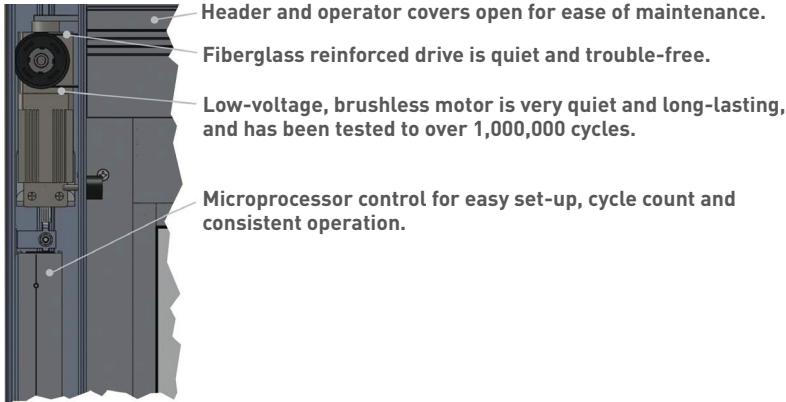 Header and operator covers open for ease of maintenance.
Fiberglass reinforced drive is quiet and trouble-free.
Low-voltage, brushless motor is very quiet and long-lasting,
and has been tested to over 1,000,000 cycles.
Microprocessor control for easy set-up, cycle count and
consistent operation.